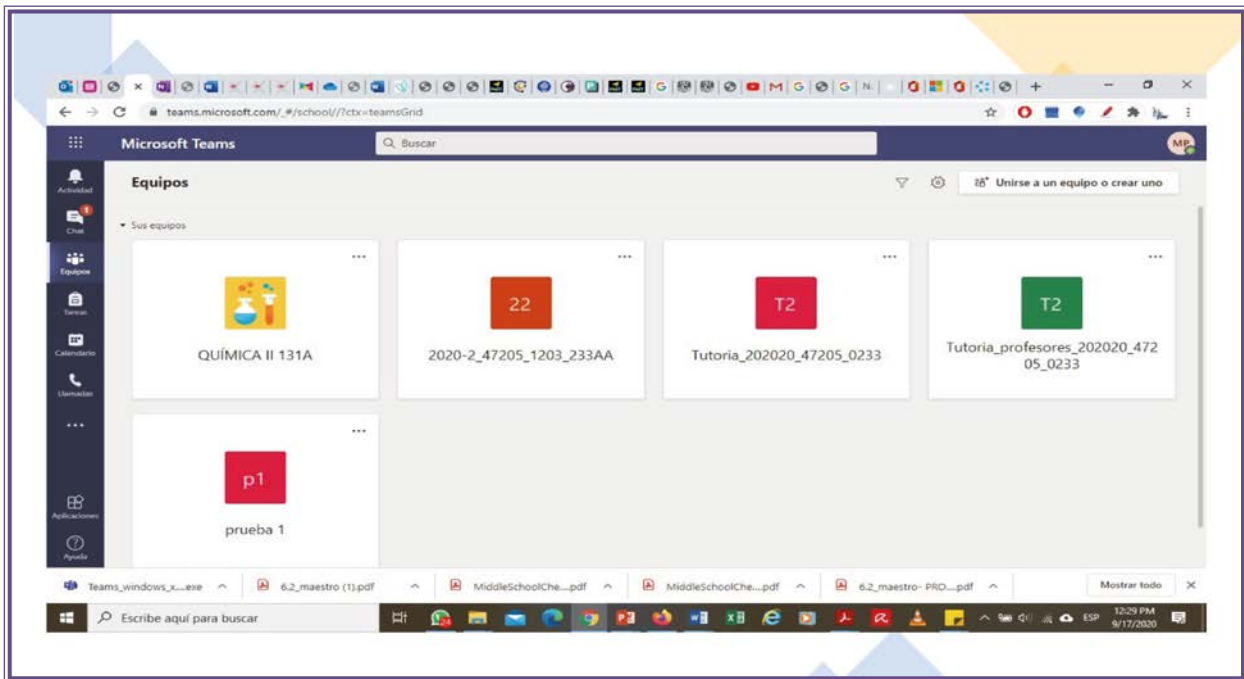 teams.microsoft.com/_#/school//?ctx=teamsGrid
Microsoft Teams
Buscar
MP
Actividad
Chat
1
Equipos
Tareas
Calendario
Llamadas
Aplicaciones
Ayuda
Equipos
Unirse a un equipo o crear uno
Sus equipos
QUÍMICA II 131A
22
2020-2_47205_1203_233AA
T2
Tutoria_202020_47205_0233
T2
Tutoria_profesores_202020_472
05_0233
p1
prueba 1
Teams_windows_x....exe
6.2_maestro (1).pdf
MiddleSchoolChe....pdf
MiddleSchoolChe....pdf
6.2_maestro- PRO....pdf
Mostrar todo
Escribe aquí para buscar
ESP
12:29 PM
9/17/2020